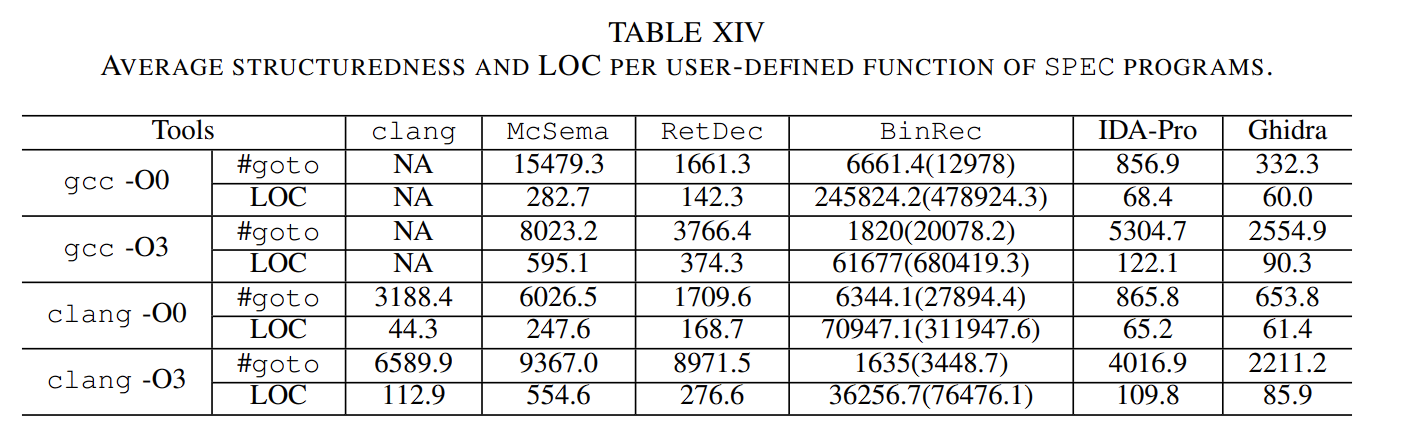 TABLE XIV
AVERAGE STRUCTUREDNESS AND LOC PER USER-DEFINED FUNCTION OF SPEC PROGRAMS.
Tools clang McSema RetDec BinRec IDA-Pro Ghidra
gcc -O0 #goto NA 15479.3 1661.3 6661.4(12978) 856.9 332.3
LOC NA 282.7 142.3 245824.2(478924.3) 68.4 60.0
gcc -O3 #goto NA 8023.2 3766.4 1820(20078.2) 5304.7 2554.9
LOC NA 595.1 374.3 61677(680419.3) 122.1 90.3
clang -O0 #goto 3188.4 6026.5 1709.6 6344.1(27894.4) 865.8 653.8
LOC 44.3 247.6 168.7 70947.1(311947.6) 65.2 61.4
clang -O3 #goto 6589.9 9367.0 8971.5 1635(3448.7) 4016.9 2211.2
LOC 112.9 554.6 276.6 36256.7(76476.1) 109.8 85.9